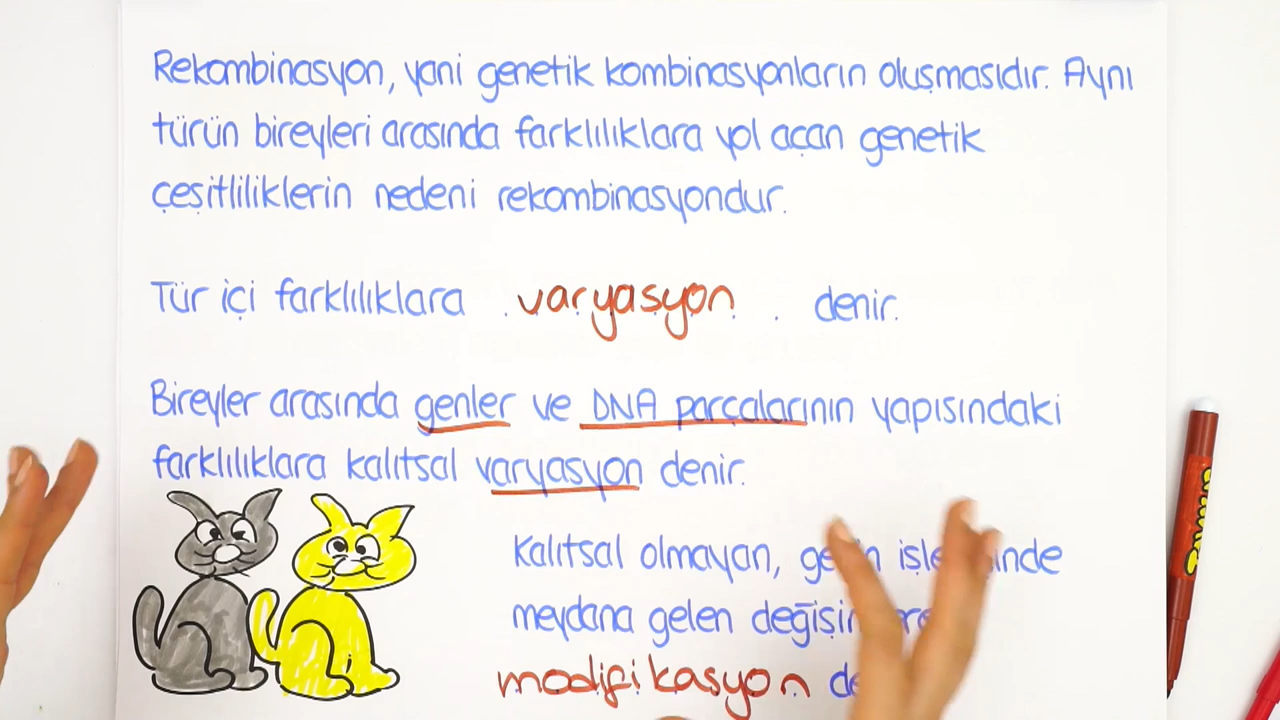 Rekombinasyon, yani genetik kombinasyonların oluşmasıdır. Aynı
türün bireyleri arasında farklılıklara yol açan genetik
çeşitliliklerin nedeni rekombinasyondur.
Tür içi farklılıklara varyasyon denir.
Bireyler arasında genler ve DNA parçalarının yapısındaki
farklılıklara kalıtsal varyasyon denir.
Kalıtsal olmayan,
meydana gelen
modifikasyon